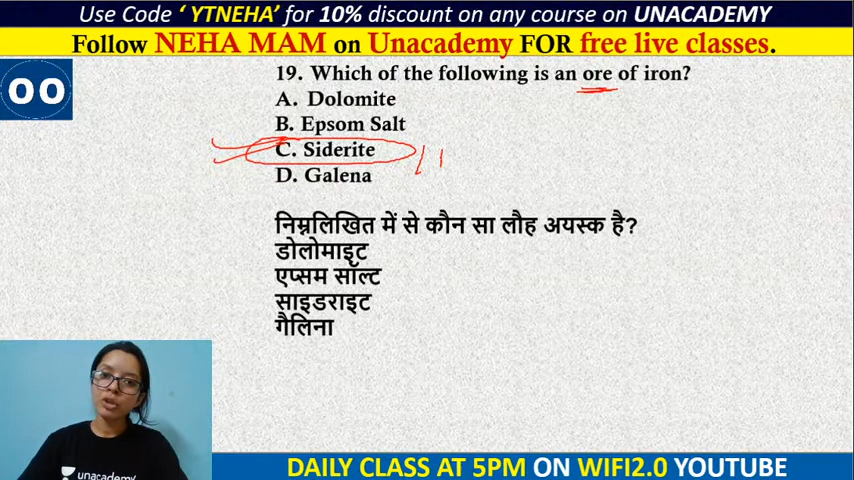 Use Code ‘ YTNEHA’ for 10% discount on any course on UNACADEMY
Follow NEHA MAM on Unacademy FOR free live classes.
00
19. Which of the following is an ore of iron?
A. Dolomite
B. Epsom Salt
C. Siderite
D. Galena
निम्नलिखित में से कौन सा लौह अयस्क है?
डोलोमाइट
एप्सम सॉल्ट
साइडराइट
गैलिना
unacademy
DAILY CLASS AT 5PM ON WIFI2.0 YOUTUBE